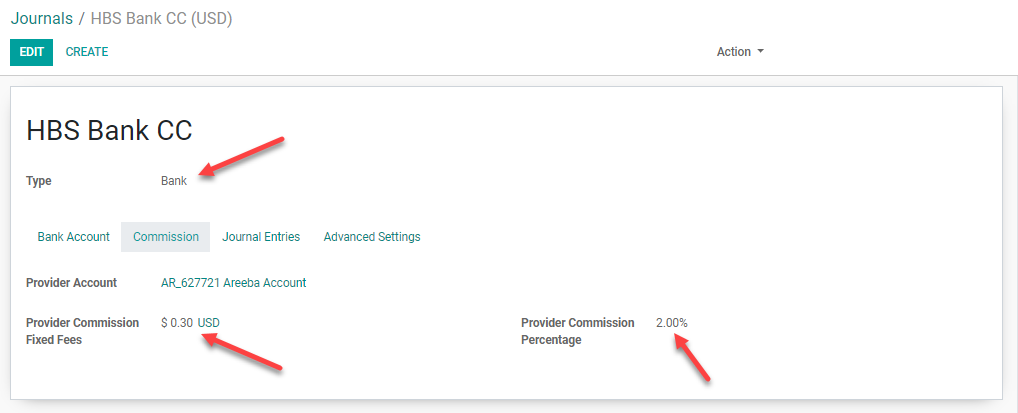 Journals / HBS Bank CC (USD)
EDIT CREATE Action
HBS Bank CC
Type Bank
Bank Account Commission Journal Entries Advanced Settings
Provider Account AR_627721 Areeba Account
Provider Commission $ 0.30 USD Provider Commission 2.00%
Fixed Fees Percentage